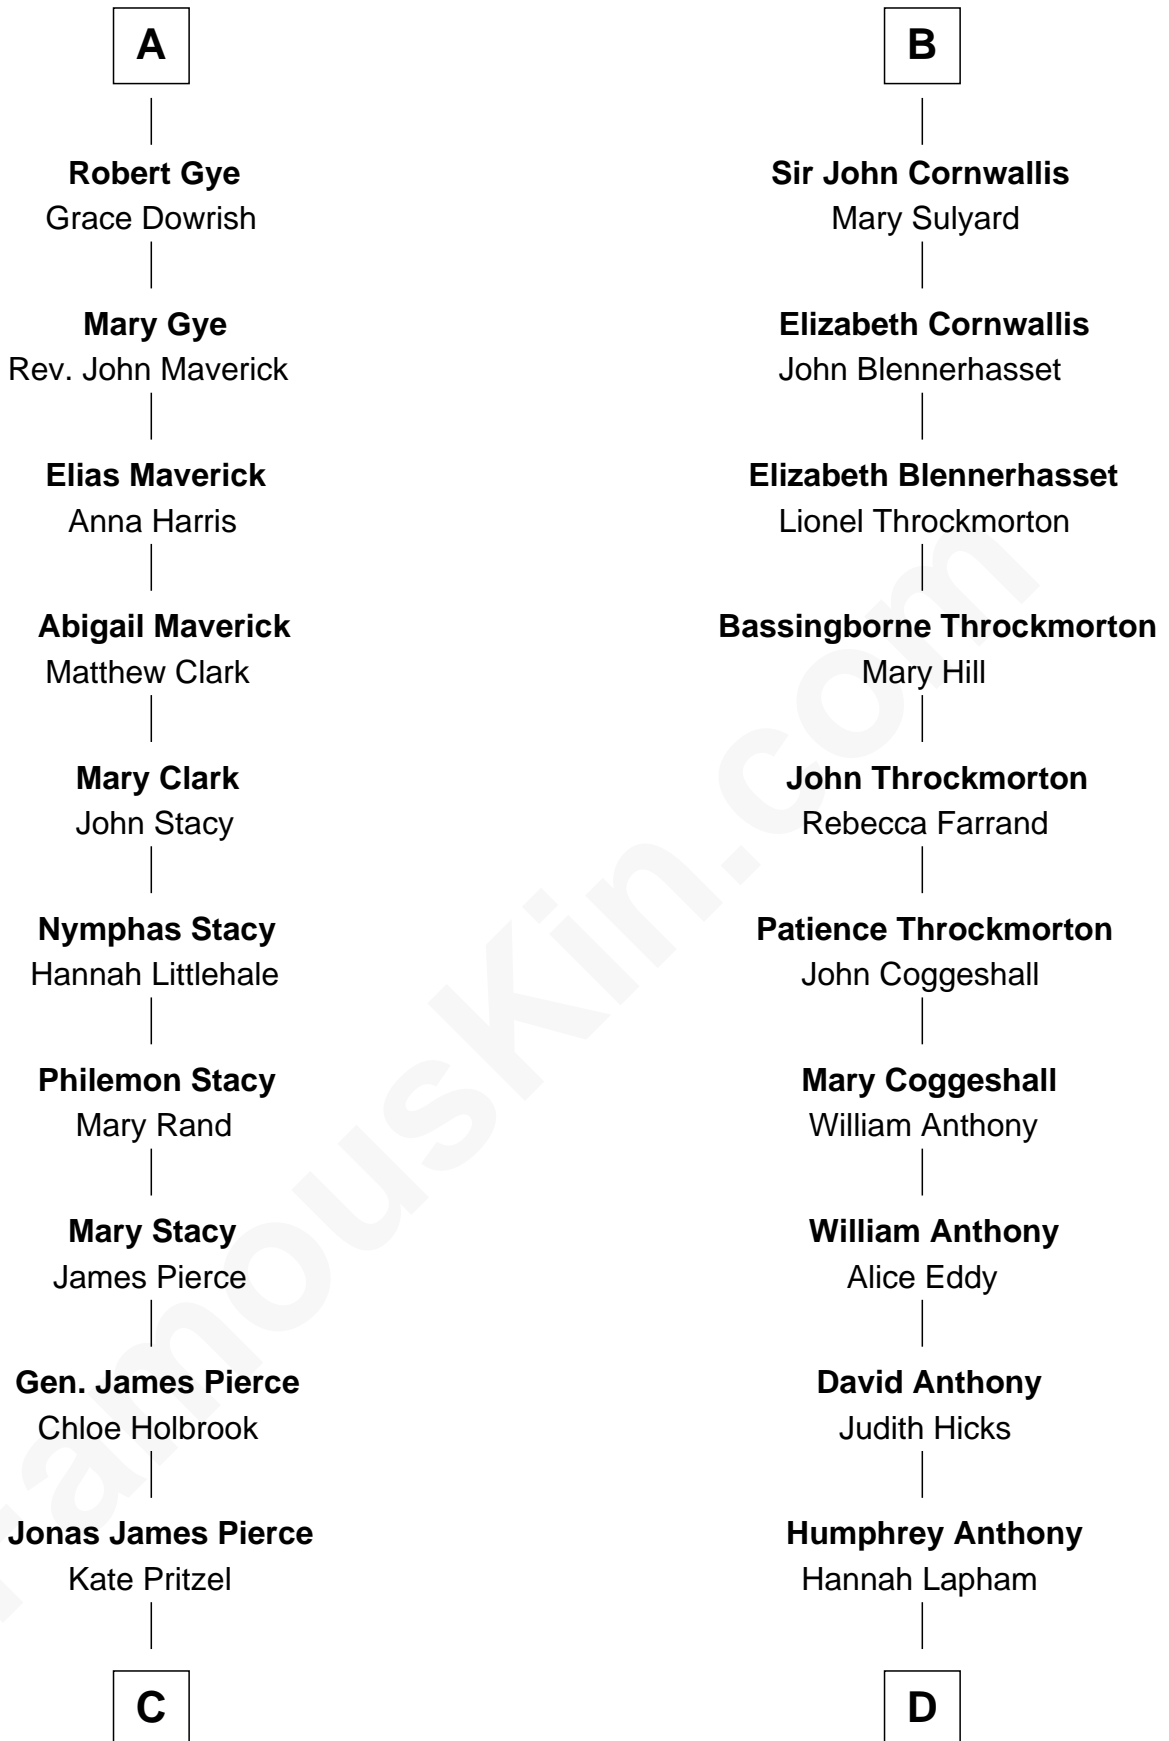 A
Robert Gye
Grace Dowrish
Mary Gye
Rev. John Maverick
Elias Maverick
Anna Harris
Abigail Maverick
Matthew Clark
Mary Clark
John Stacy
Nymphas Stacy
Hannah Littlehale
Philemon Stacy
Mary Rand
Mary Stacy
James Pierce
Gen. James Pierce
Chloe Holbrook
Jonas James Pierce
Kate Pritzel
C
B
Sir John Cornwallis
Mary Sulyard
Elizabeth Cornwallis
John Blennerhasset
Elizabeth Blennerhasset
Lionel Throckmorton
Bassingborne Throckmorton
Mary Hill
John Throckmorton
Rebecca Farrand
Patience Throckmorton
John Coggeshall
Mary Coggeshall
William Anthony
William Anthony
Alice Eddy
David Anthony
Judith Hicks
Humphrey Anthony
Hannah Lapham
D
FamousKin.com